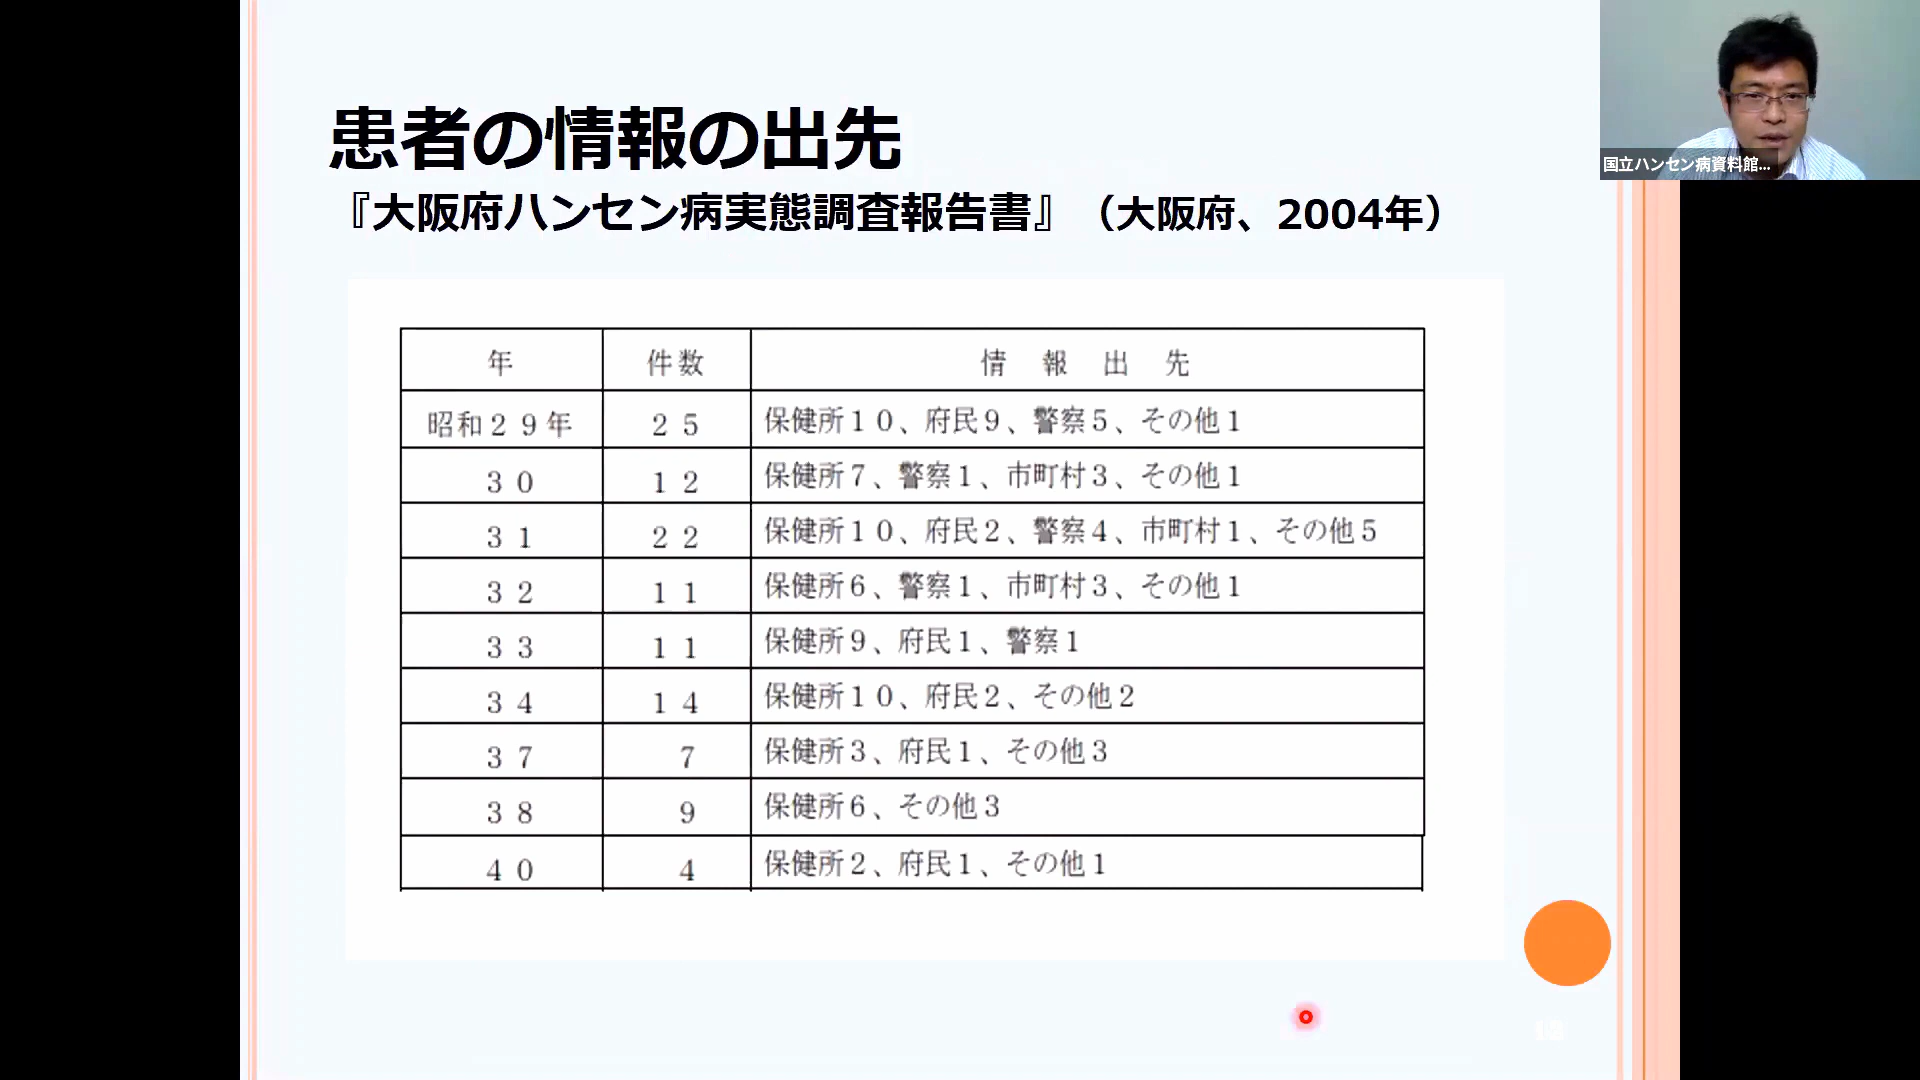 患者の情報の出先
『大阪府ハンセン病実態調査報告書』（大阪府、2004年）
国立ハンセン病資料館...
年 件数 情 報 出 先
昭和２９年 ２５ 保健所１０、府民９、警察５、その他１
３０ １２ 保健所７、警察１、市町村３、その他１
３１ ２２ 保健所１０、府民２、警察４、市町村１、その他５
３２ １１ 保健所６、警察１、市町村３、その他１
３３ １１ 保健所９、府民１、警察１
３４ １４ 保健所１０、府民２、その他２
３７ ７ 保健所３、府民１、その他３
３８ ９ 保健所６、その他３
４０ ４ 保健所２、府民１、その他１